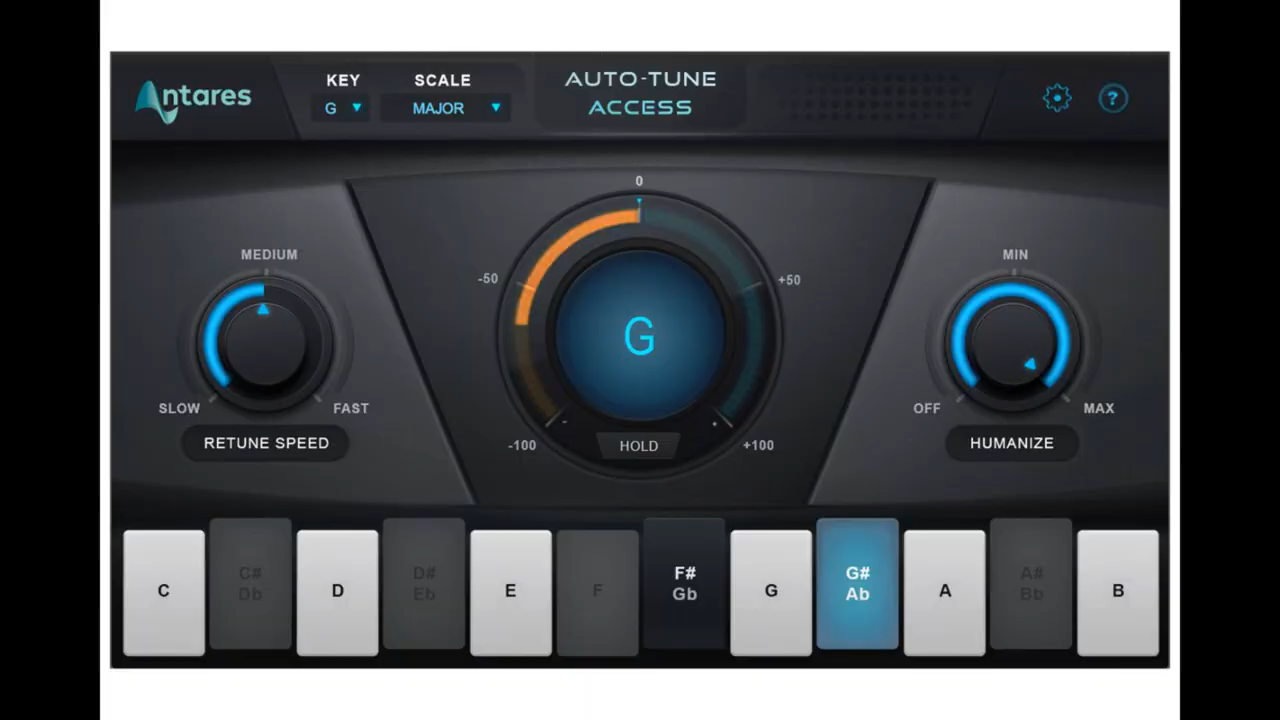 Antares
KEY
SCALE
G
MAJOR
AUTO-TUNE
ACCESS
?
0
-50
+50
-100
+100
G
HOLD
MEDIUM
SLOW
FAST
RETUNE SPEED
MIN
OFF
MAX
HUMANIZE
C
C#
Db
D
D#
Eb
E
F
F#
Gb
G
G#
Ab
A
A#
Bb
B